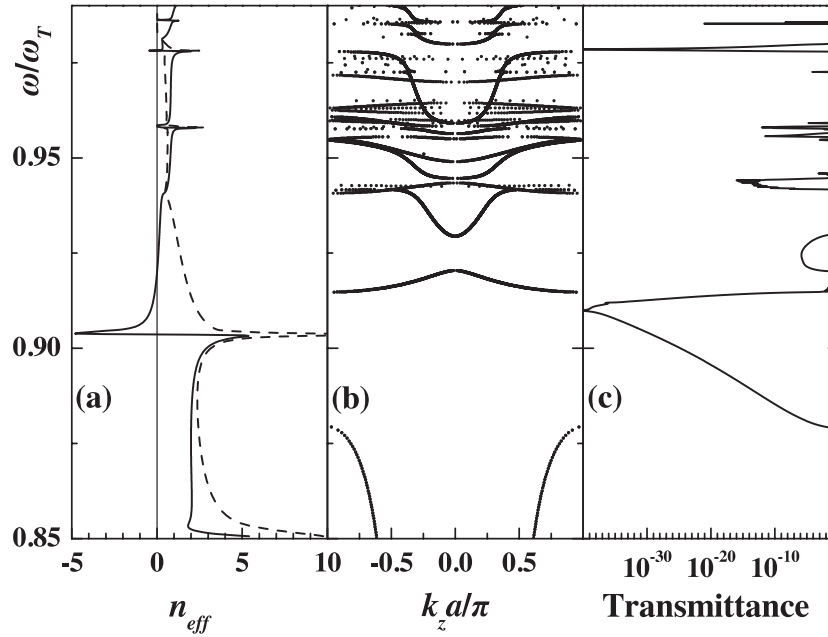 ω/ω_T
0.95
0.90
0.85
(a)
(b)
(c)
-5 0 5 10
-0.5 0.0 0.5
10^-30 10^-20 10^-10
n_eff
k_z a/π
Transmittance